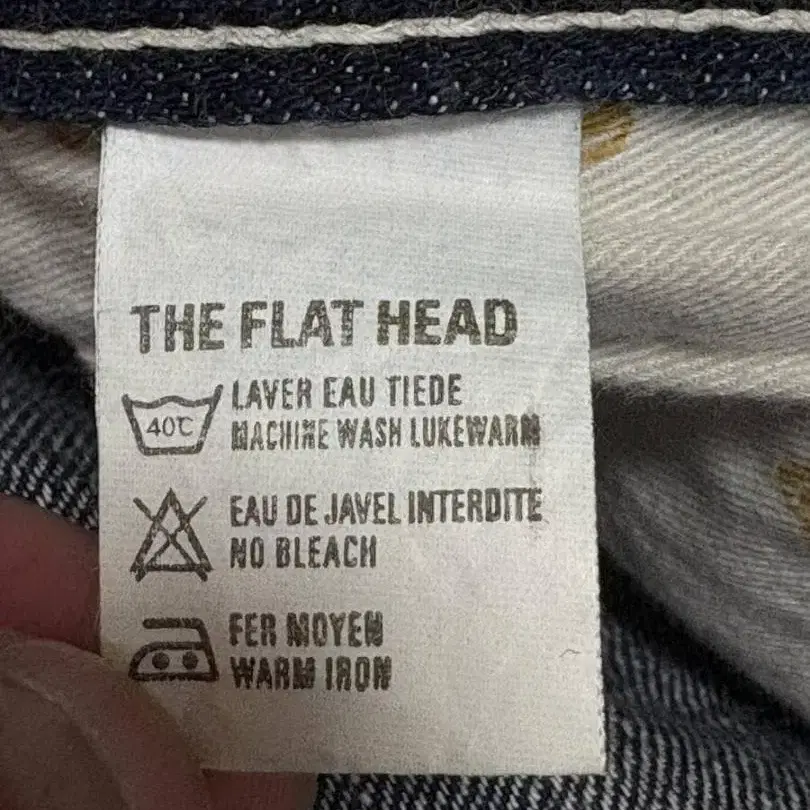 THE FLAT HEAD
40℃
LAVER EAU TIEDE
MACHINE WASH LUKEWARM
EAU DE JAVEL INTERDITE
NO BLEACH
FER MOYEN
WARM IRON